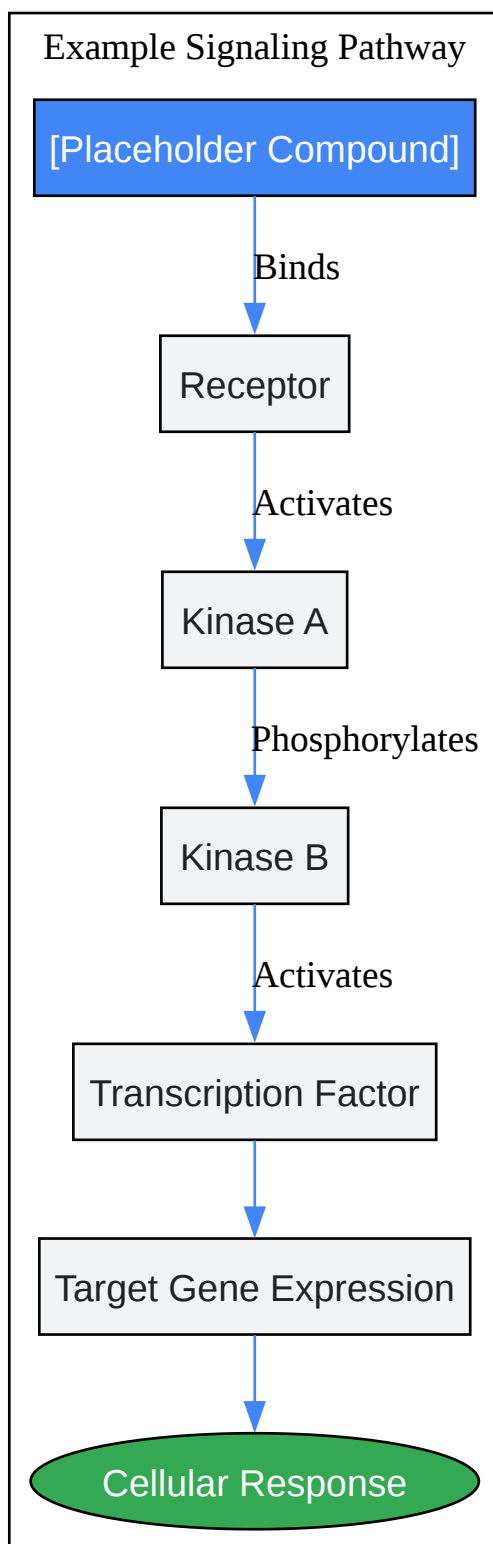 Example Signaling Pathway
[Placeholder Compound]
Binds
Receptor
Activates
Kinase A
Phosphorylates
Kinase B
Activates
Transcription Factor
Target Gene Expression
Cellular Response